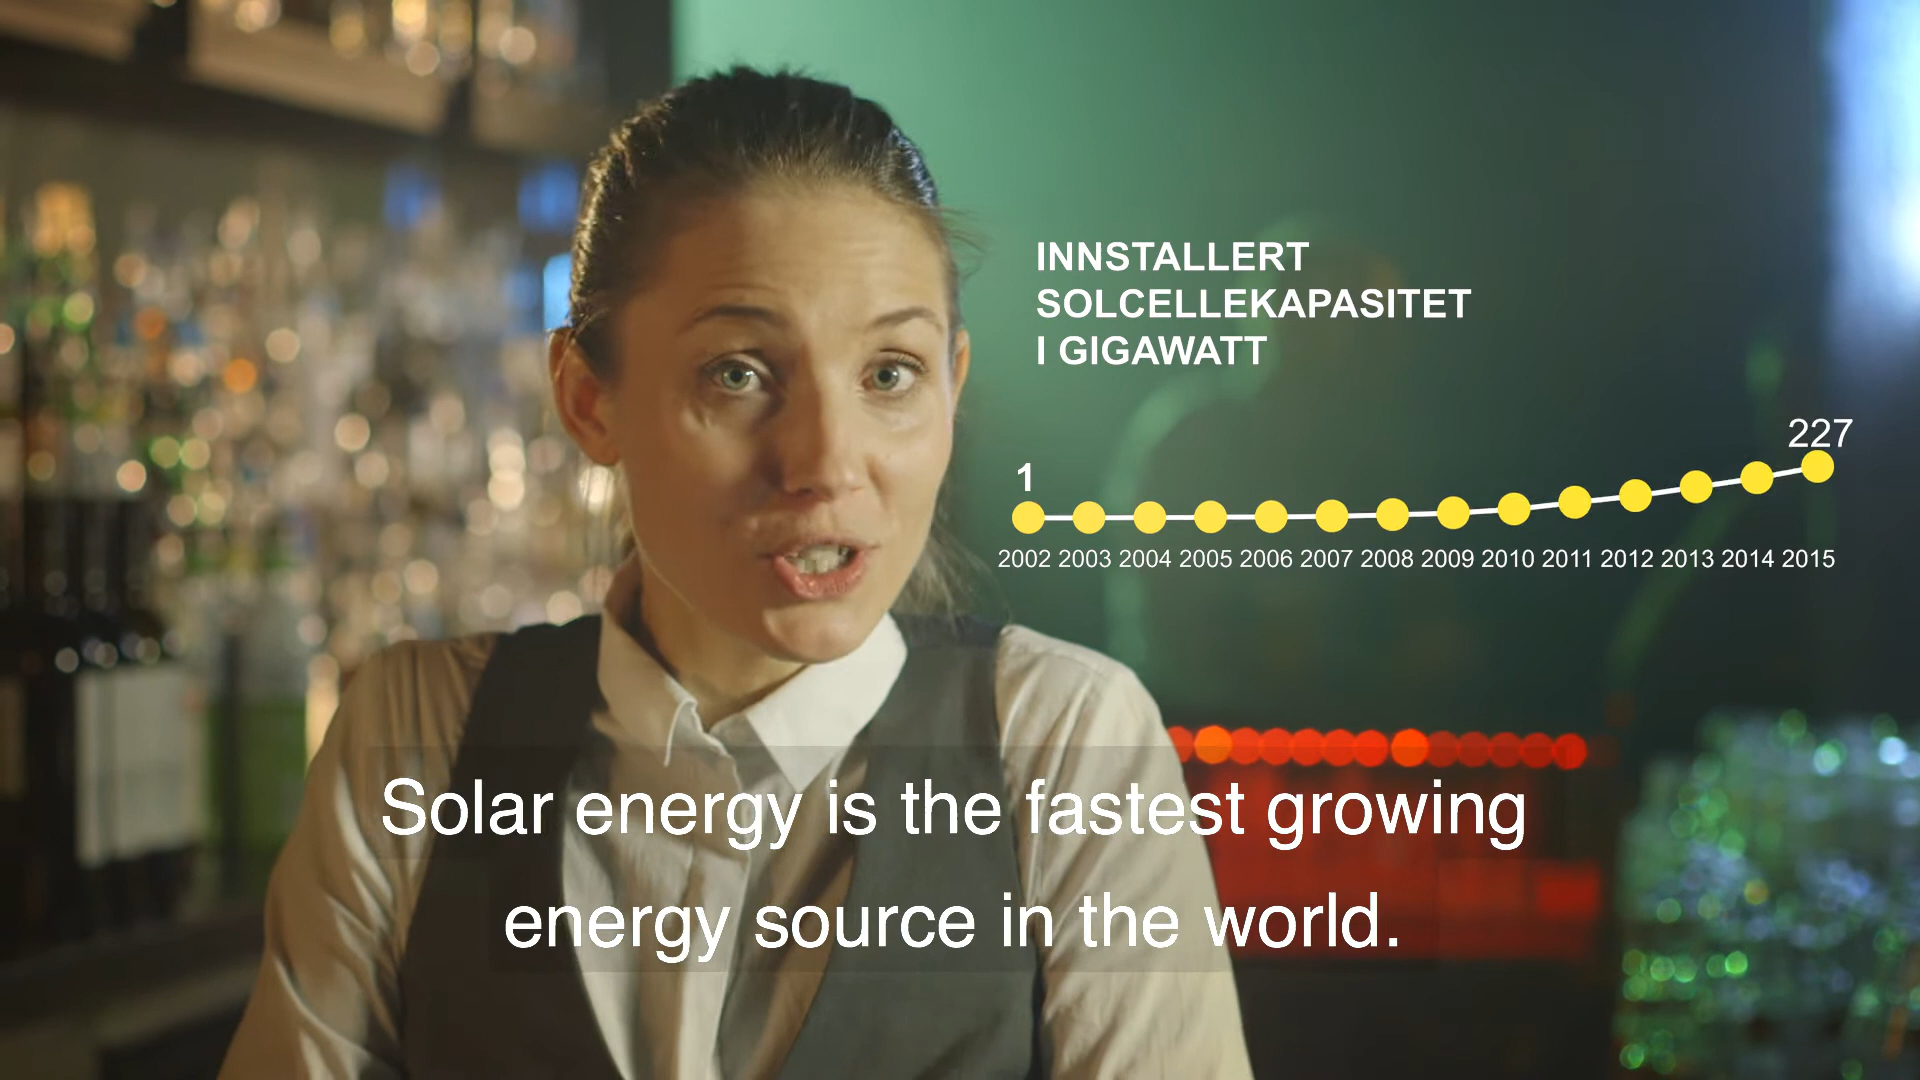 INNSTALLERT
SOLCELLEKAPASITET
I GIGAWATT
227
1
2002 2003 2004 2005 2006 2007 2008 2009 2010 2011 2012 2013 2014 2015
Solar energy is the fastest growing
energy source in the world.